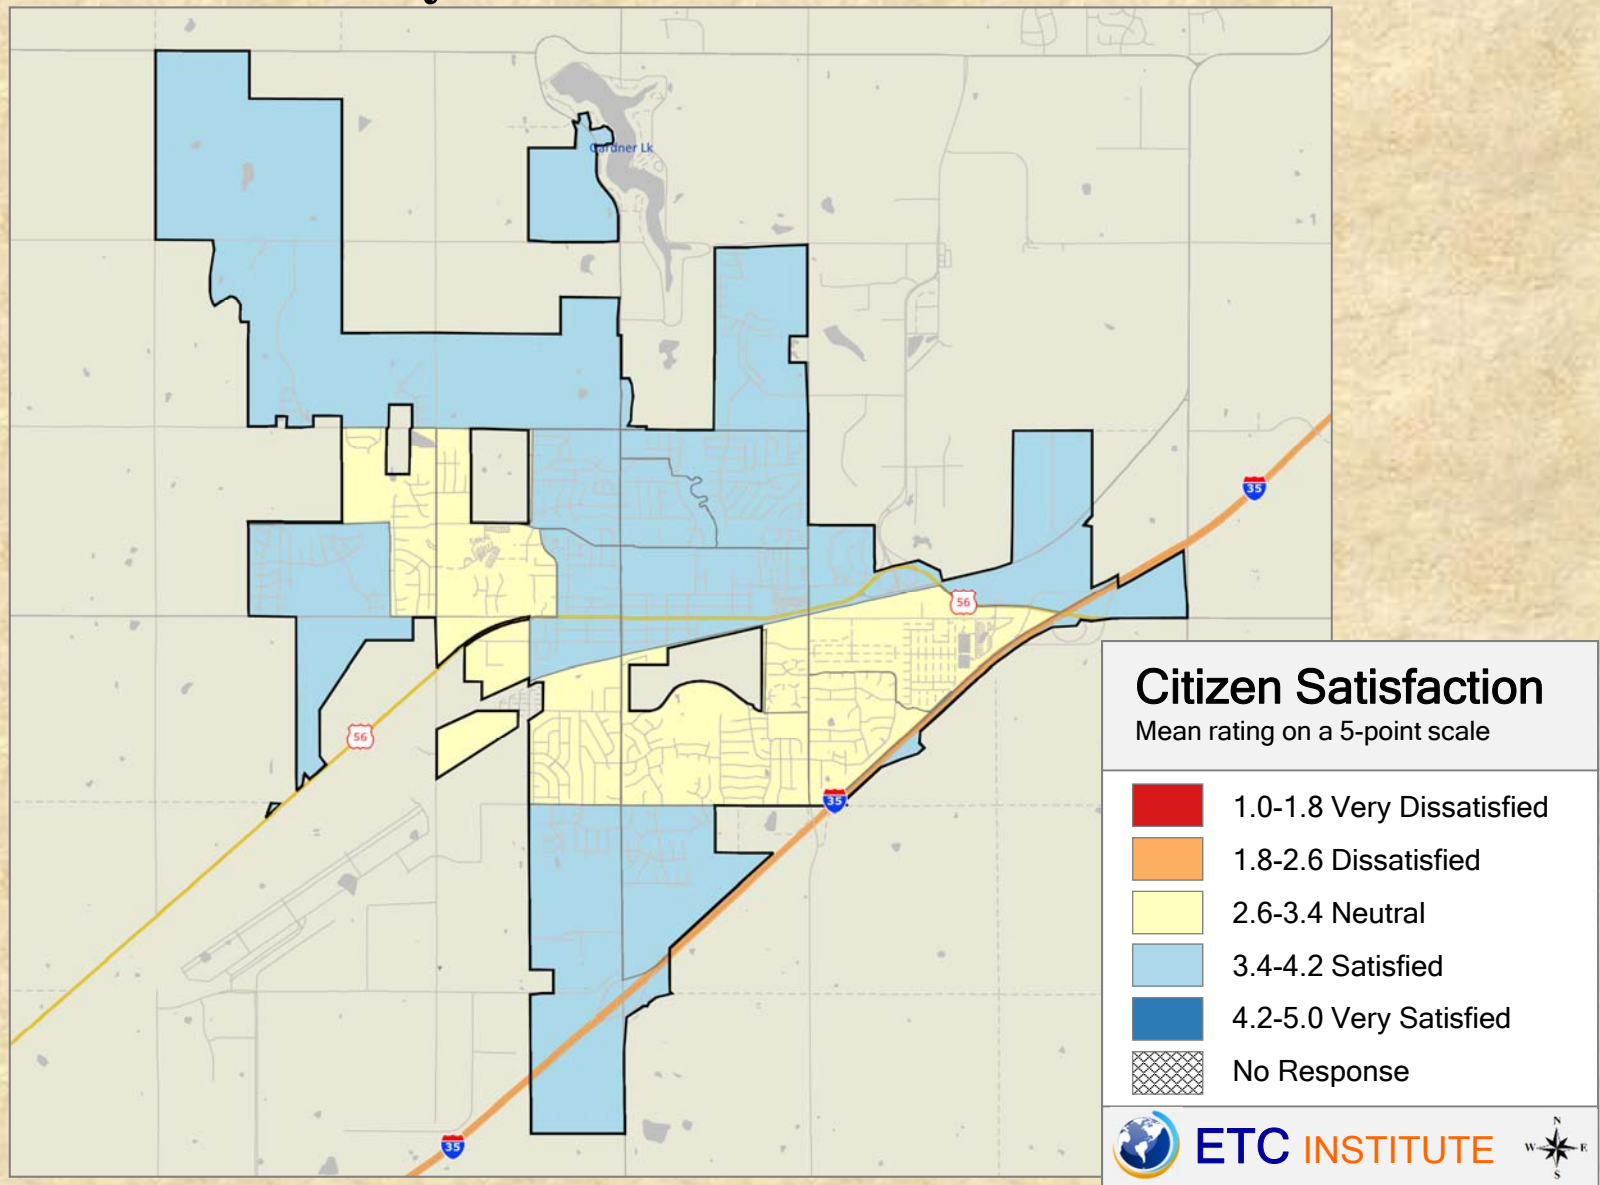 Gardner Lk
1
35
56
56
35
35
Citizen Satisfaction
Mean rating on a 5-point scale
1.0-1.8 Very Dissatisfied
1.8-2.6 Dissatisfied
2.6-3.4 Neutral
3.4-4.2 Satisfied
4.2-5.0 Very Satisfied
No Response
ETC INSTITUTE
N
W E
S